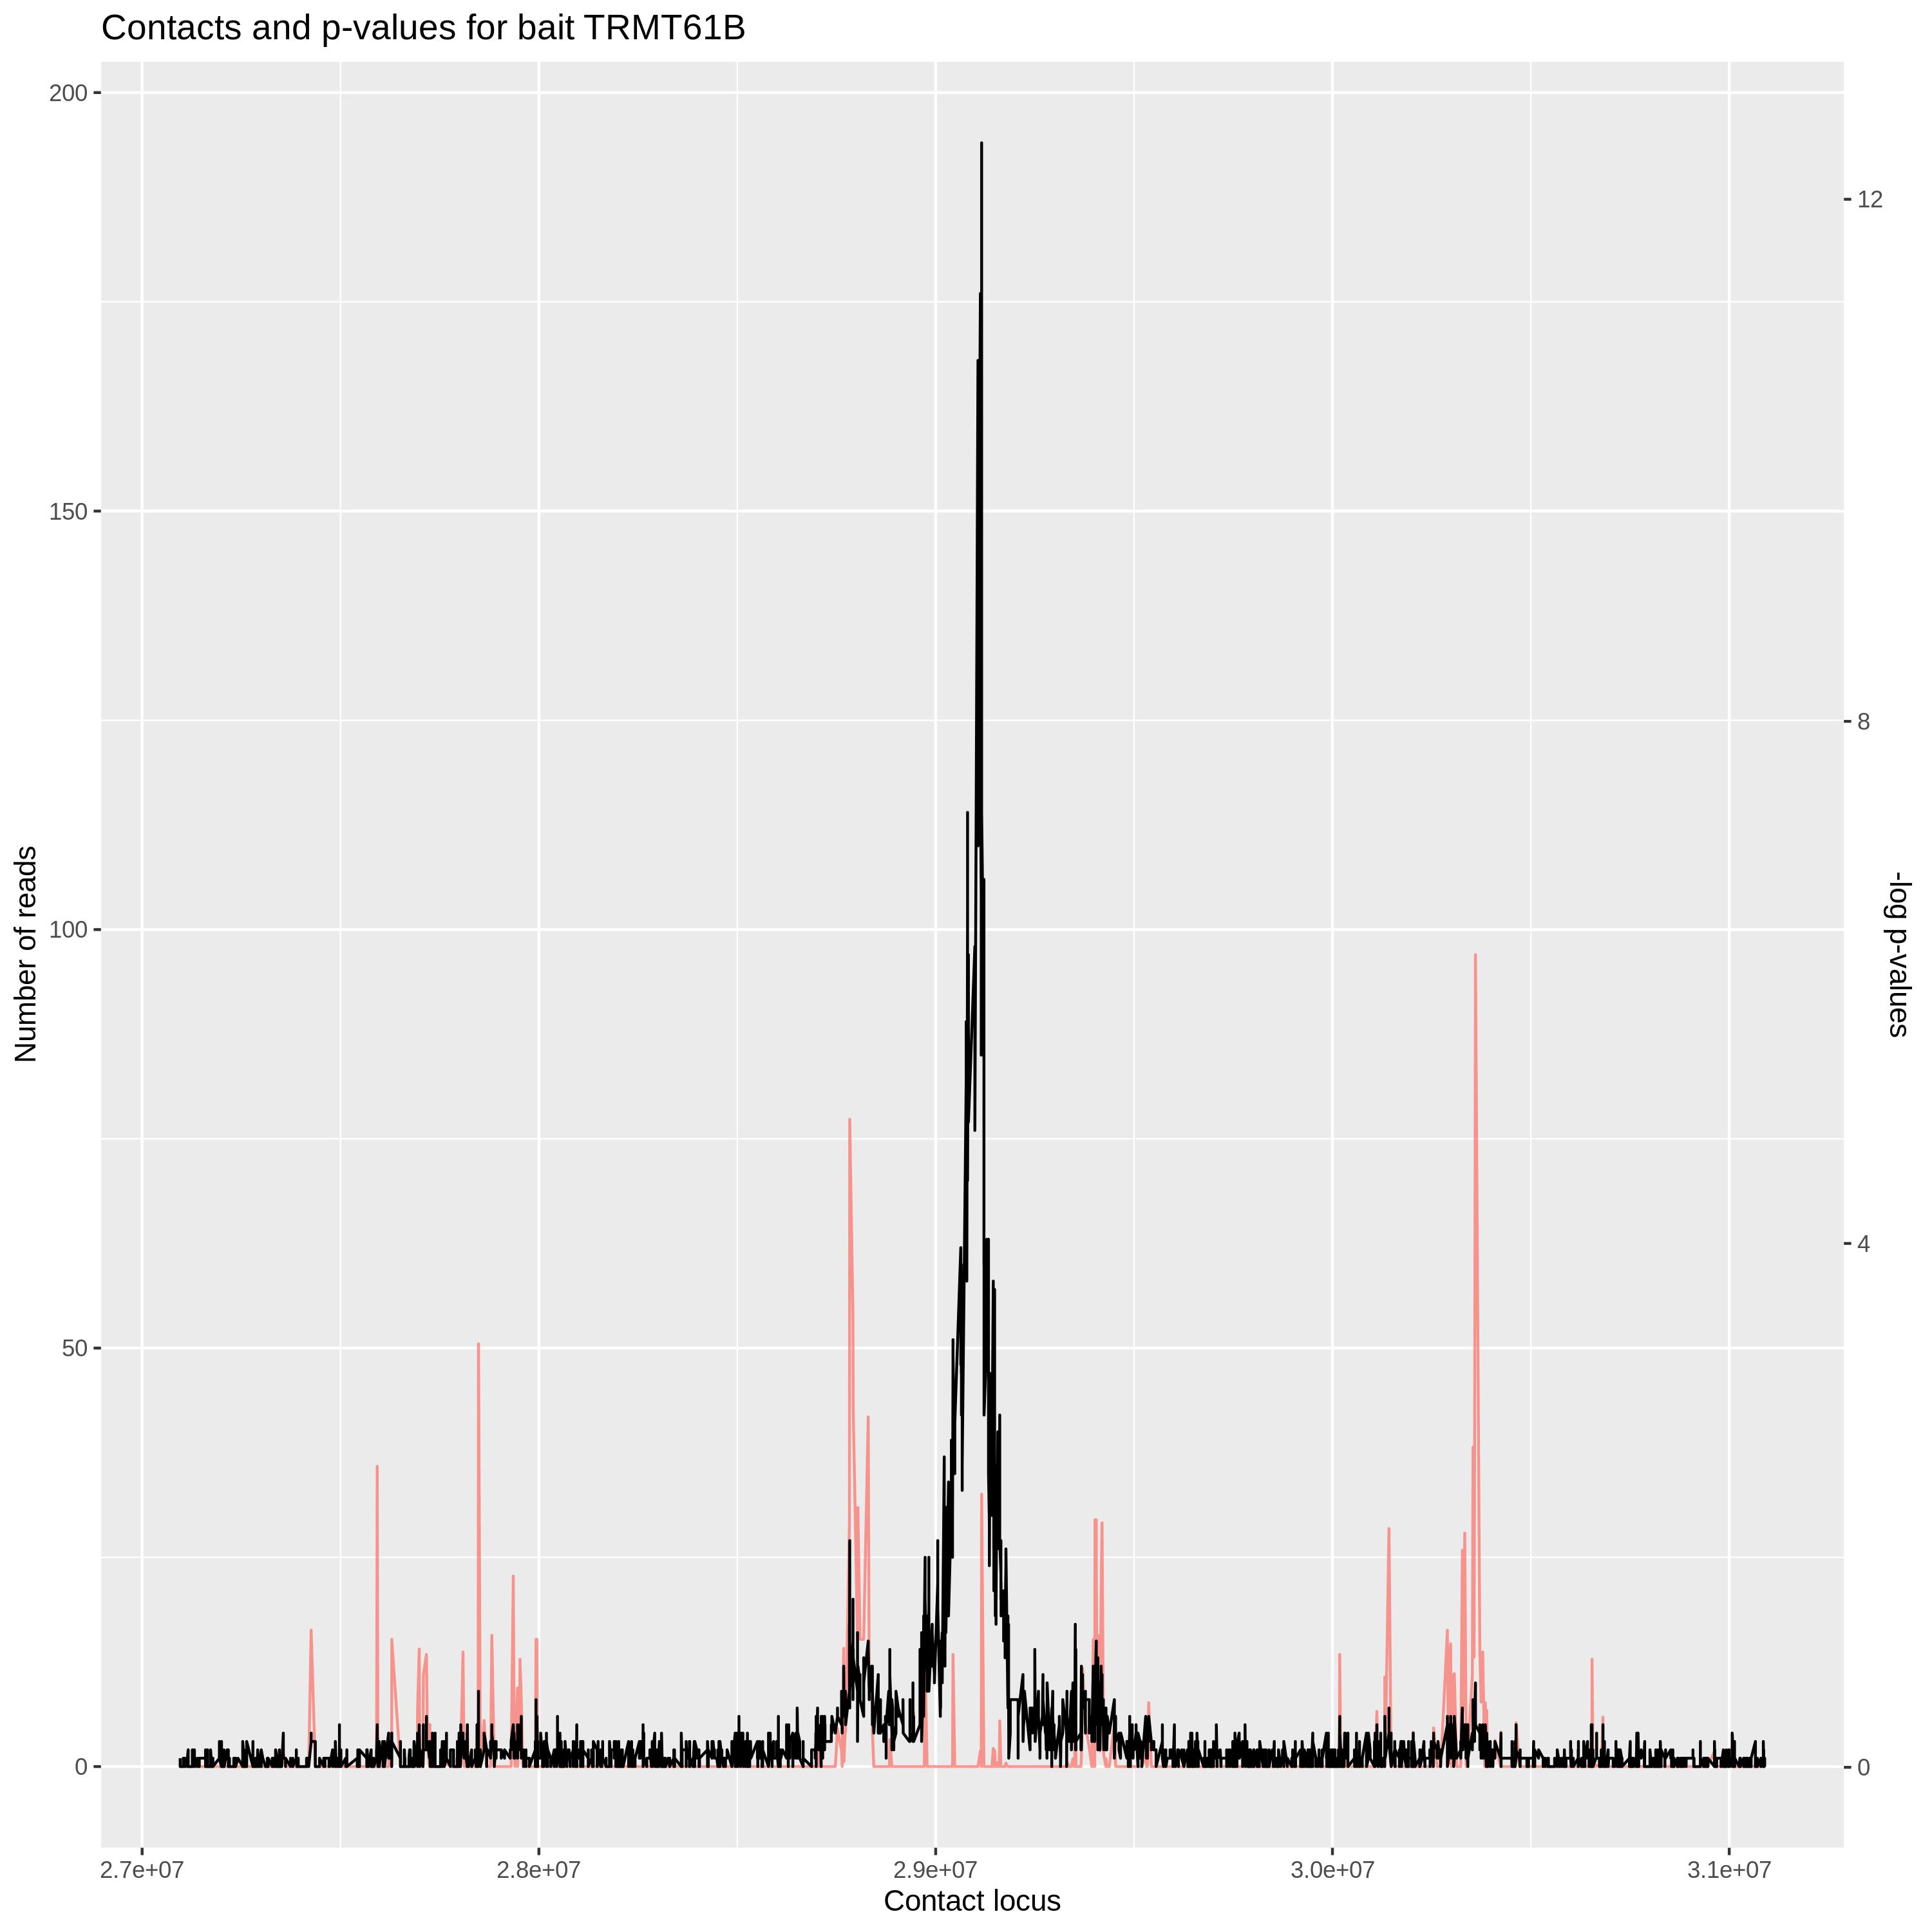 Contacts and p-values for bait TRMT61B
200
150
100
50
0
Number of reads
12
8
4
0
-log p-values
2.7e+07
2.8e+07
2.9e+07
3.0e+07
3.1e+07
Contact locus